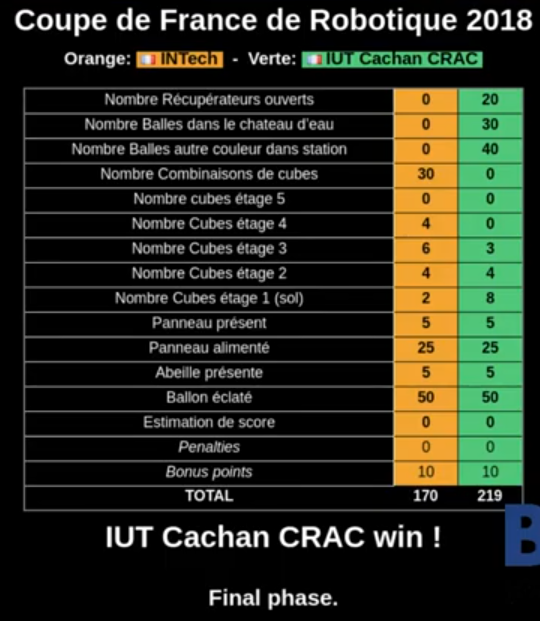 Coupe de France de Robotique 2018
Orange: INTech - Verte: IUT Cachan CRAC
Nombre Récupérateurs ouverts 0 20
Nombre Balles dans le chateau d'eau 0 30
Nombre Balles autre couleur dans station 0 40
Nombre Combinaisons de cubes 30 0
Nombre cubes étage 5 0 0
Nombre Cubes étage 4 4 0
Nombre Cubes étage 3 6 3
Nombre Cubes étage 2 4 4
Nombre Cubes étage 1 (sol) 2 8
Panneau présent 5 5
Panneau alimenté 25 25
Abeille présente 5 5
Ballon éclaté 50 50
Estimation de score 0 0
Penalties 0 0
Bonus points 10 10
TOTAL 170 219
IUT Cachan CRAC win !
Final phase.